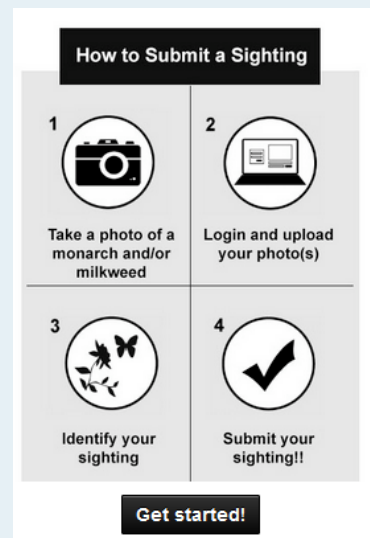 How to Submit a Sighting
1
Take a photo of a
monarch and/or
milkweed
2
Login and upload
your photo(s)
3
Identify your
sighting
4
Submit your
sighting!!
Get started!